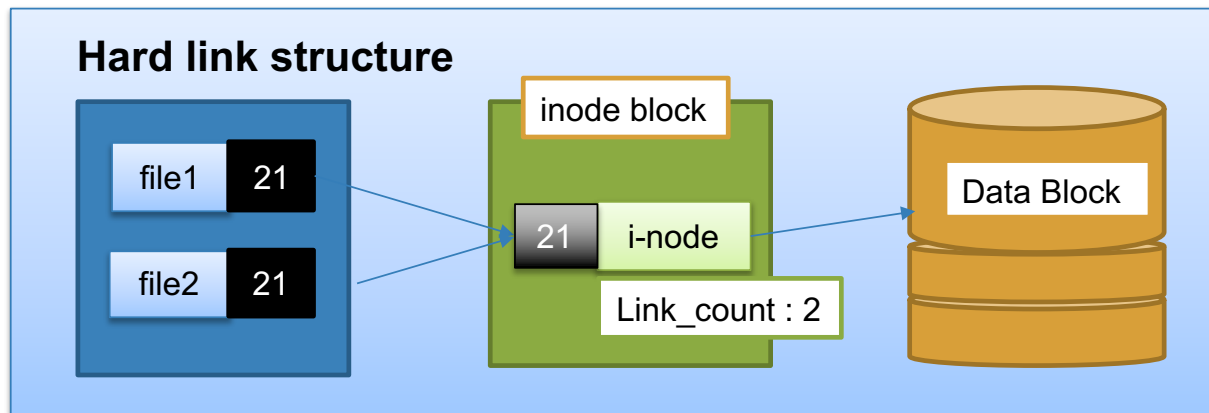 Hard link structure
inode block
file1 21
file2 21
21 i-node
Link_count : 2
Data Block